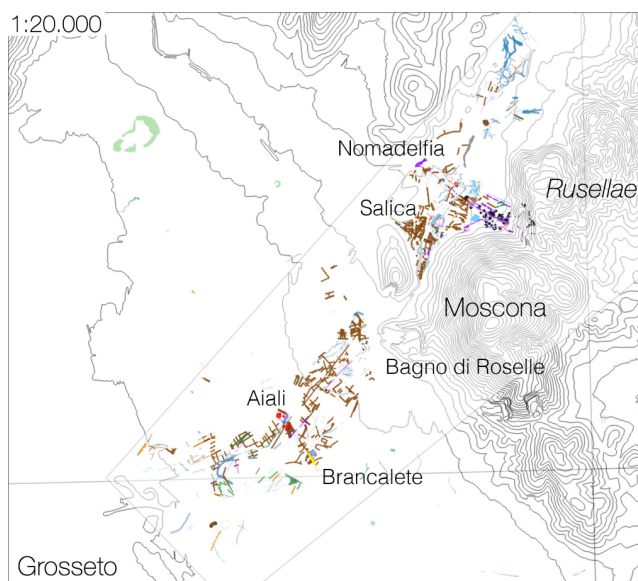 1:20.000
Nomadelfia
Rusellae
Salica
Moscona
Bagno di Roselle
Aiali
Brancalete
Grosseto